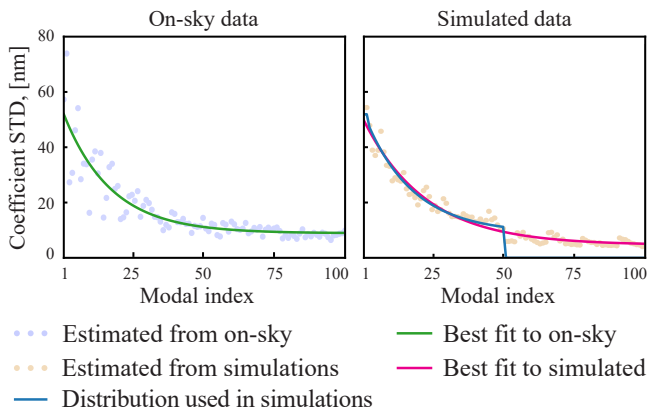 On-sky data
Simulated data
Coefficient STD, [nm]
80
60
40
20
0
1 25 50 75 100
1 25 50 75 100
Modal index
Modal index
Estimated from on-sky
Best fit to on-sky
Estimated from simulations
Best fit to simulated
Distribution used in simulations